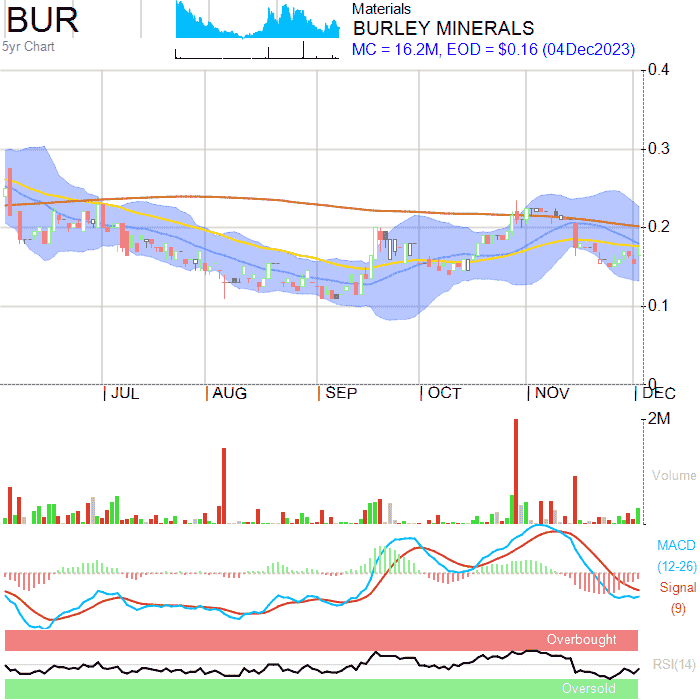 BUR
5yr Chart
Materials
BURLEY MINERALS
MC = 16.2M, EOD = $0.16 (04Dec2023)
0.4
0.3
0.2
0.1
0
JUL AUG SEP OCT NOV DEC
2M
Volume
MACD
(12-26)
Signal
(9)
Overbought
RSI(14)
Oversold